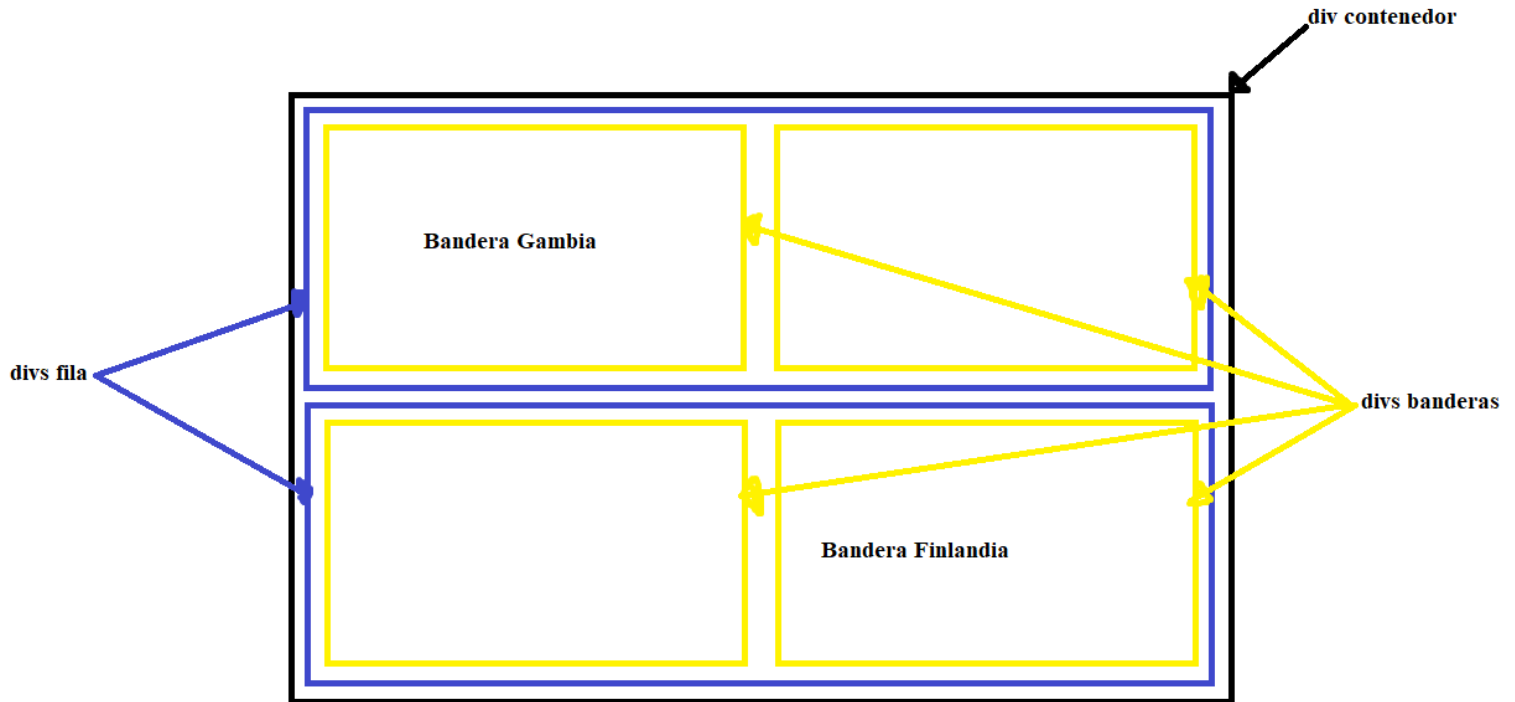 div contenedor
Bandera Gambia
divs fila
divs banderas
Bandera Finlandia